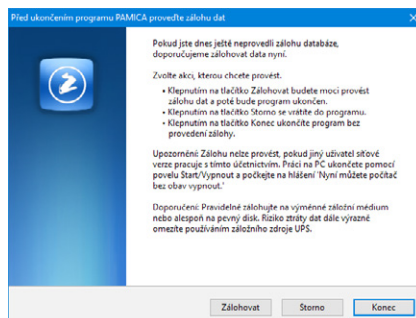 Před ukončením programu PAMICA proveďte zálohu dat
Pokud jste dnes ještě neprovedli zálohu databáze,
doporučujeme zálohovat data nyní.
Zvolte akci, kterou chcete provést.
• Klepnutím na tlačítko Zálohovat budete moci provést
zálohu dat a poté bude program ukončen.
• Klepnutím na tlačítko Storno se vrátíte do programu.
• Klepnutím na tlačítko Konec ukončíte program bez
provedení zálohy.
Upozornění: Zálohu nelze provést, pokud jiný uživatel síťové
verze pracuje s tímto účetnictvím. Práci na PC ukončete pomocí
povelu Start/Vypnout a počkejte na hlášení 'Nyní můžete počítač
bez obav vypnout.'
Doporučení: Pravidelně zálohujte na výměnné záložní médium
nebo alespoň na pevný disk. Riziko ztráty dat dále výrazně
omezíte používáním záložního zdroje UPS.
Zálohovat
Storno
Konec